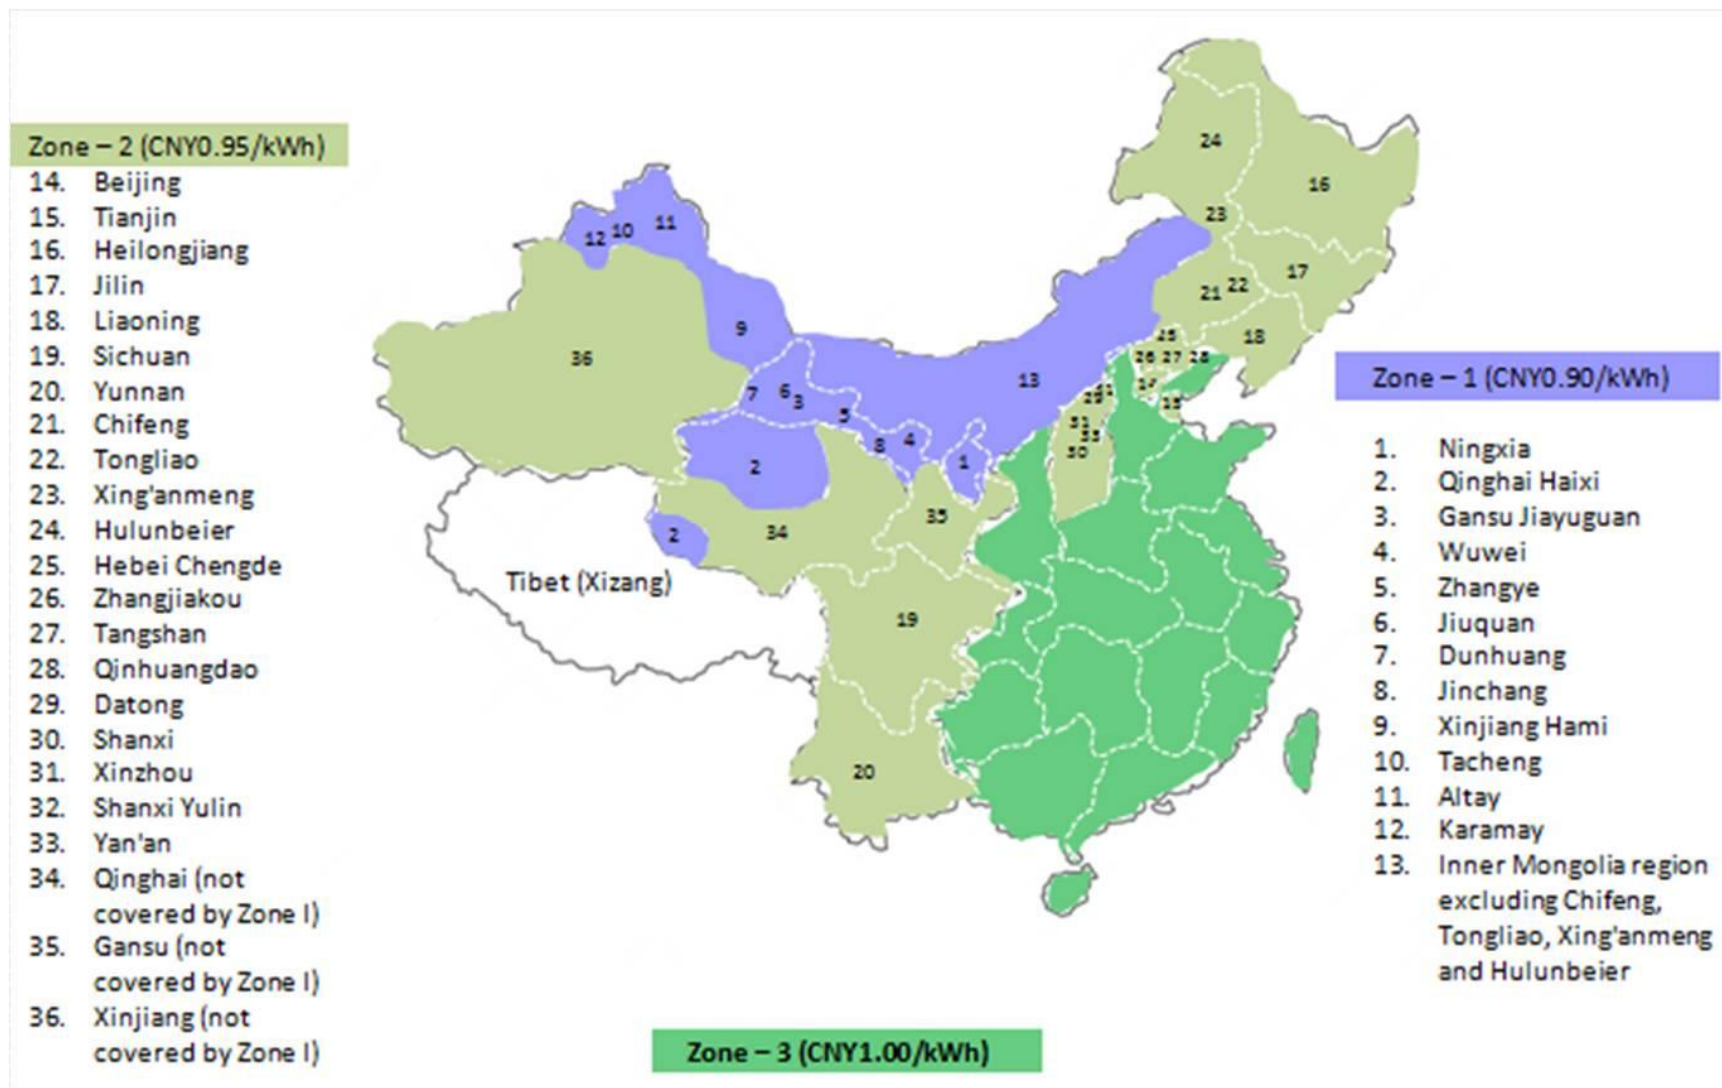 Zone – 2 (CNY0.95/kWh)
14. Beijing
15. Tianjin
16. Heilongjiang
17. Jilin
18. Liaoning
19. Sichuan
20. Yunnan
21. Chifeng
22. Tongliao
23. Xing'anmeng
24. Hulunbeier
25. Hebei Chengde
26. Zhangjiakou
27. Tangshan
28. Qinhuangdao
29. Datong
30. Shanxi
31. Xinzhou
32. Shanxi Yulin
33. Yan'an
34. Qinghai (not
covered by Zone I)
35. Gansu (not
covered by Zone I)
36. Xinjiang (not
covered by Zone I)
24
16
23
12 10 11
17
21 22
9
18
36
26 27 28
13
7 6 3
5
8 4
2
1
30
35
34
2
Tibet (Xizang)
19
20
Zone – 1 (CNY0.90/kWh)
1. Ningxia
2. Qinghai Haixi
3. Gansu Jiayuguan
4. Wuwei
5. Zhangye
6. Jiuquan
7. Dunhuang
8. Jinchang
9. Xinjiang Hami
10. Tacheng
11. Altay
12. Karamay
13. Inner Mongolia region
excluding Chifeng,
Tongliao, Xing'anmeng
and Hulunbeier
Zone – 3 (CNY1.00/kWh)